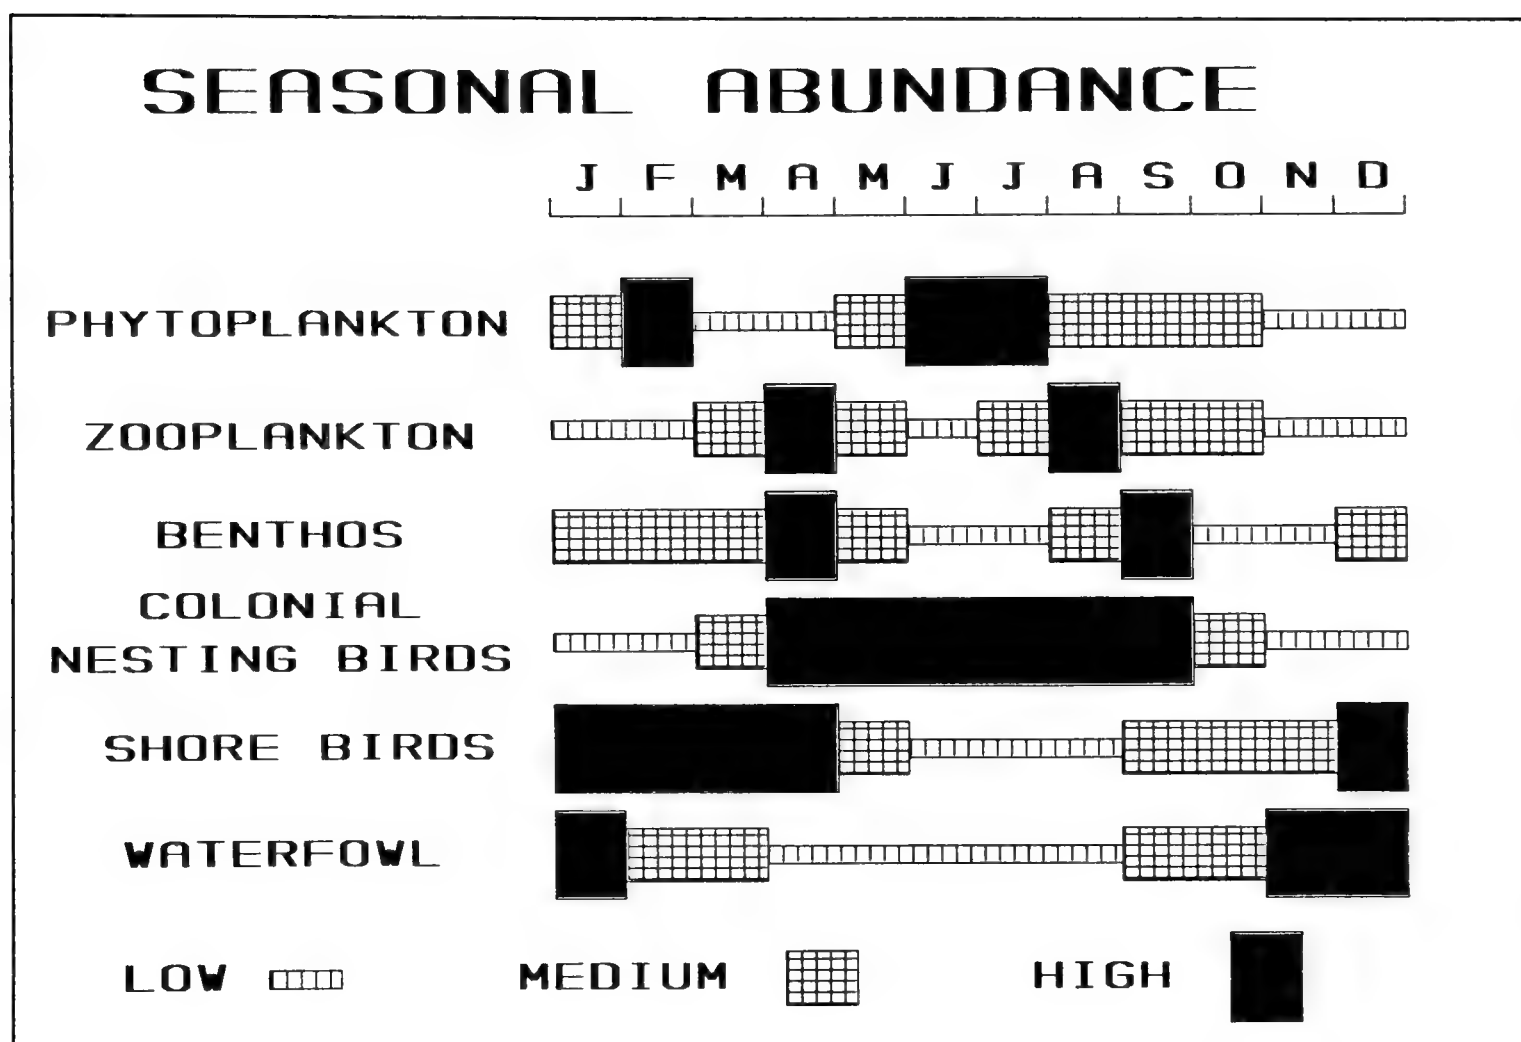 SEASONAL ABUNDANCE
J F M A M J J A S O N D
PHYTOPLANKTON
ZOOPLANKTON
BENTHOS
COLONIAL
NESTING BIRDS
SHORE BIRDS
WATERFOWL
LOW MEDIUM HIGH